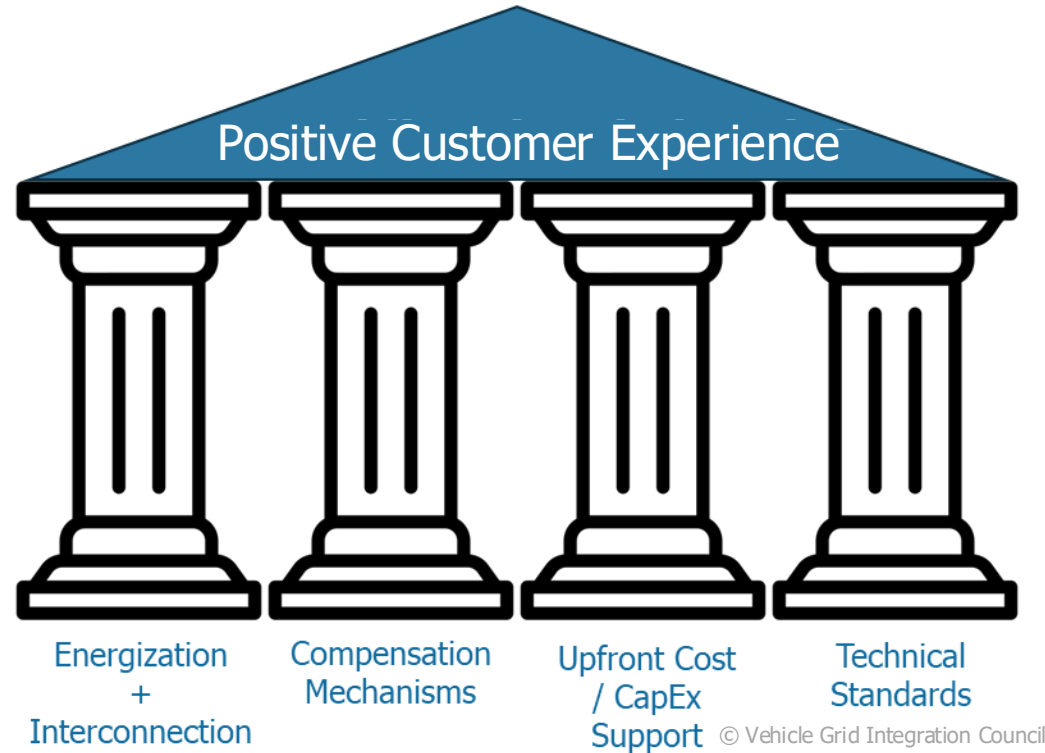 Positive Customer Experience
Energization
+
Interconnection
Compensation
Mechanisms
Upfront Cost
/ CapEx
Support
Technical
Standards
© Vehicle Grid Integration Council